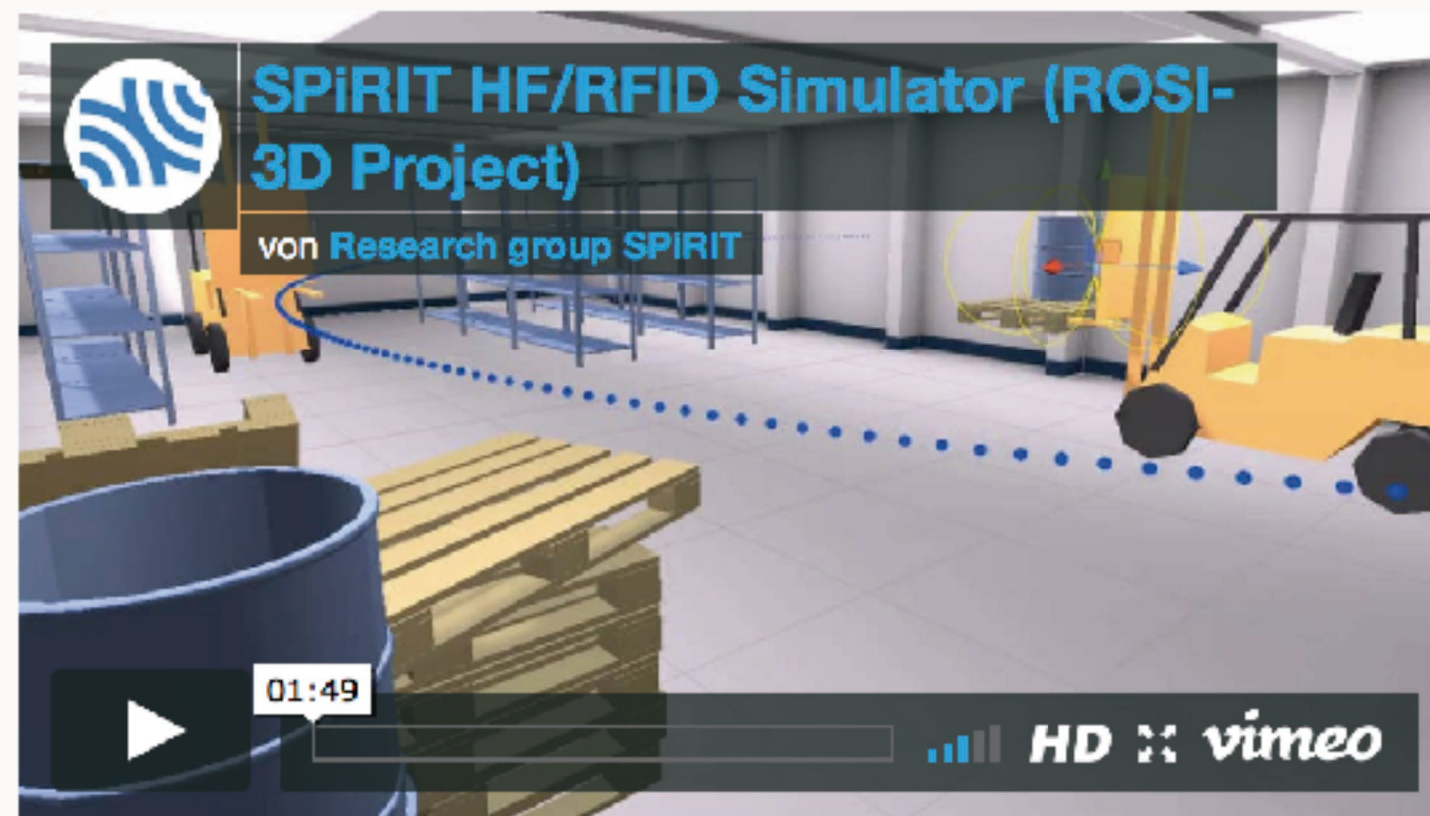 SPiRIT HF/RFID Simulator (ROSI-
3D Project)
von Research group SPiRIT
01:49
HD vimeo